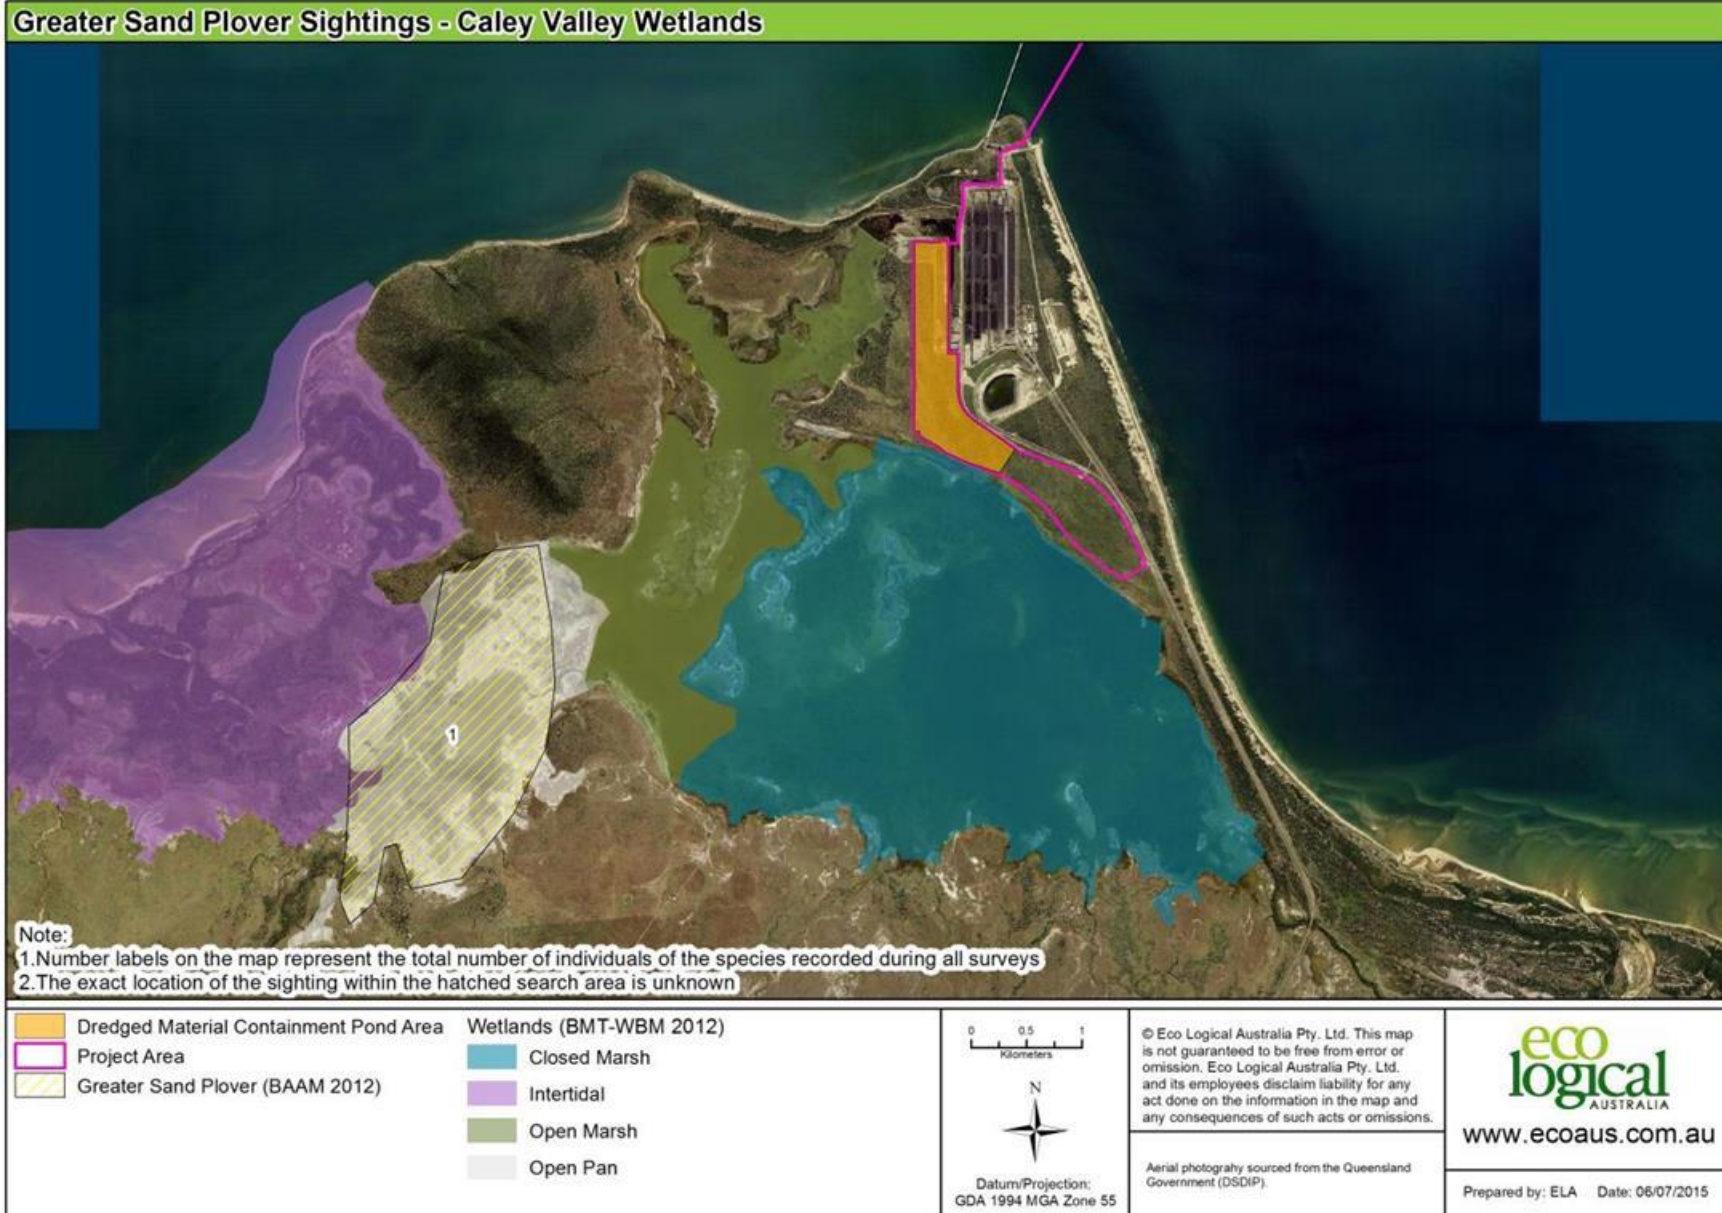 Greater Sand Plover Sightings - Caley Valley Wetlands
1
Note:
1.Number labels on the map represent the total number of individuals of the species recorded during all surveys
2.The exact location of the sighting within the hatched search area is unknown
Dredged Material Containment Pond Area
Project Area
Greater Sand Plover (BAAM 2012)
Wetlands (BMT-WBM 2012)
Closed Marsh
Intertidal
Open Marsh
Open Pan
0 0.5 1
Kilometers
N
Datum/Projection:
GDA 1994 MGA Zone 55
© Eco Logical Australia Pty. Ltd. This map
is not guaranteed to be free from error or
omission. Eco Logical Australia Pty. Ltd.
and its employees disclaim liability for any
act done on the information in the map and
any consequences of such acts or omissions.
Aerial photograhy sourced from the Queensland
Government (DSDIP).
eco
logical
AUSTRALIA
www.ecoaus.com.au
Prepared by: ELA Date: 06/07/2015